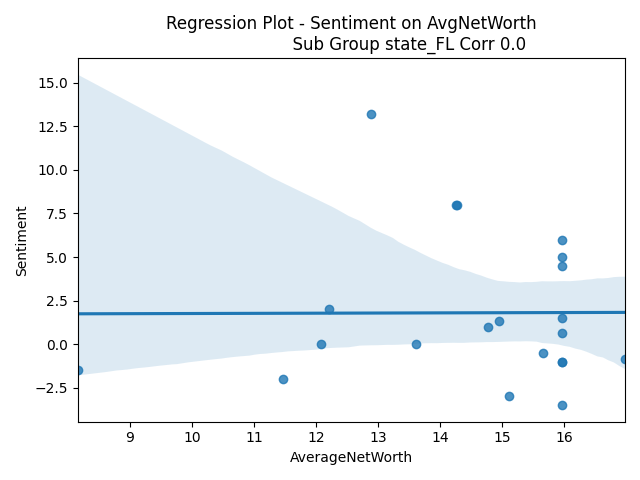 Regression Plot - Sentiment on AvgNetWorth
Sub Group state_FL Corr 0.0
15.0
12.5
10.0
7.5
5.0
2.5
0.0
−2.5
Sentiment
9 10 11 12 13 14 15 16
AverageNetWorth